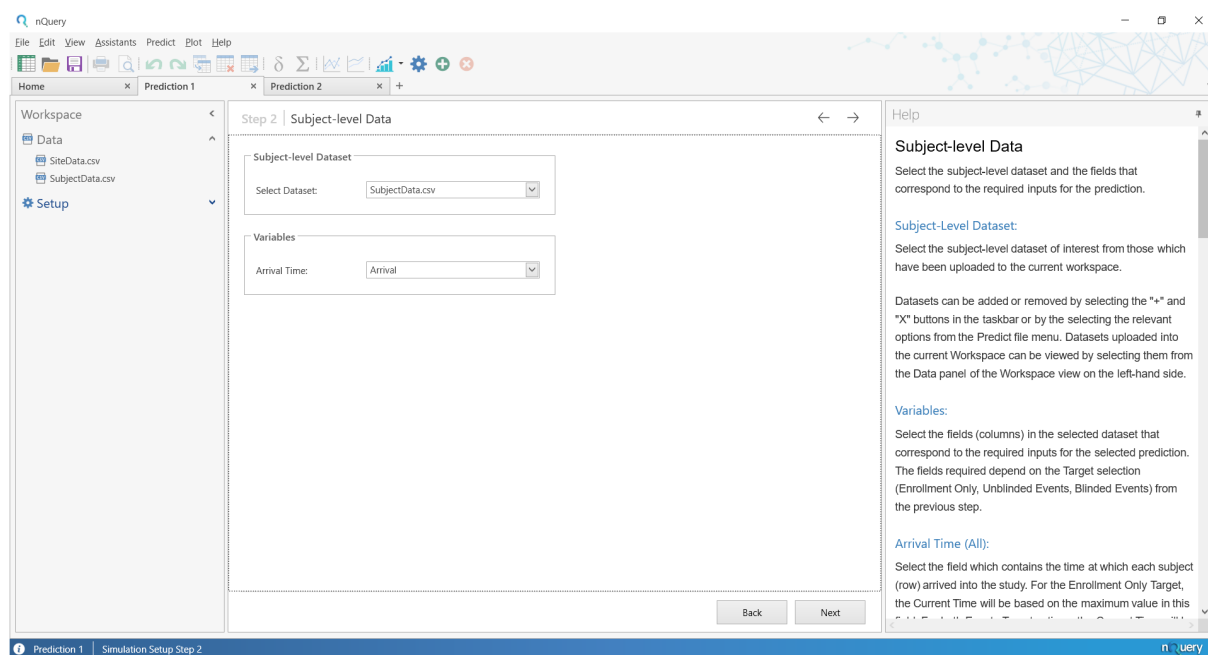 nQuery
File Edit View Assistants Predict Plot Help
Home × Prediction 1 × Prediction 2 × +
Workspace
Data
SiteData.csv
SubjectData.csv
Setup
Step 2 | Subject-level Data
Subject-level Dataset
Select Dataset: SubjectData.csv
Variables
Arrival Time: Arrival
Back Next
Help
Subject-level Data
Select the subject-level dataset and the fields that
correspond to the required inputs for the prediction.
Subject-Level Dataset:
Select the subject-level dataset of interest from those which
have been uploaded to the current workspace.
Datasets can be added or removed by selecting the "+" and
"X" buttons in the taskbar or by the selecting the relevant
options from the Predict file menu. Datasets uploaded into
the current Workspace can be viewed by selecting them from
the Data panel of the Workspace view on the left-hand side.
Variables:
Select the fields (columns) in the selected dataset that
correspond to the required inputs for the selected prediction.
The fields required depend on the Target selection
(Enrollment Only, Unblinded Events, Blinded Events) from
the previous step.
Arrival Time (All):
Select the field which contains the time at which each subject
(row) arrived into the study. For the Enrollment Only Target,
the Current Time will be based on the maximum value in this
Prediction 1 | Simulation Setup Step 2
nQuery